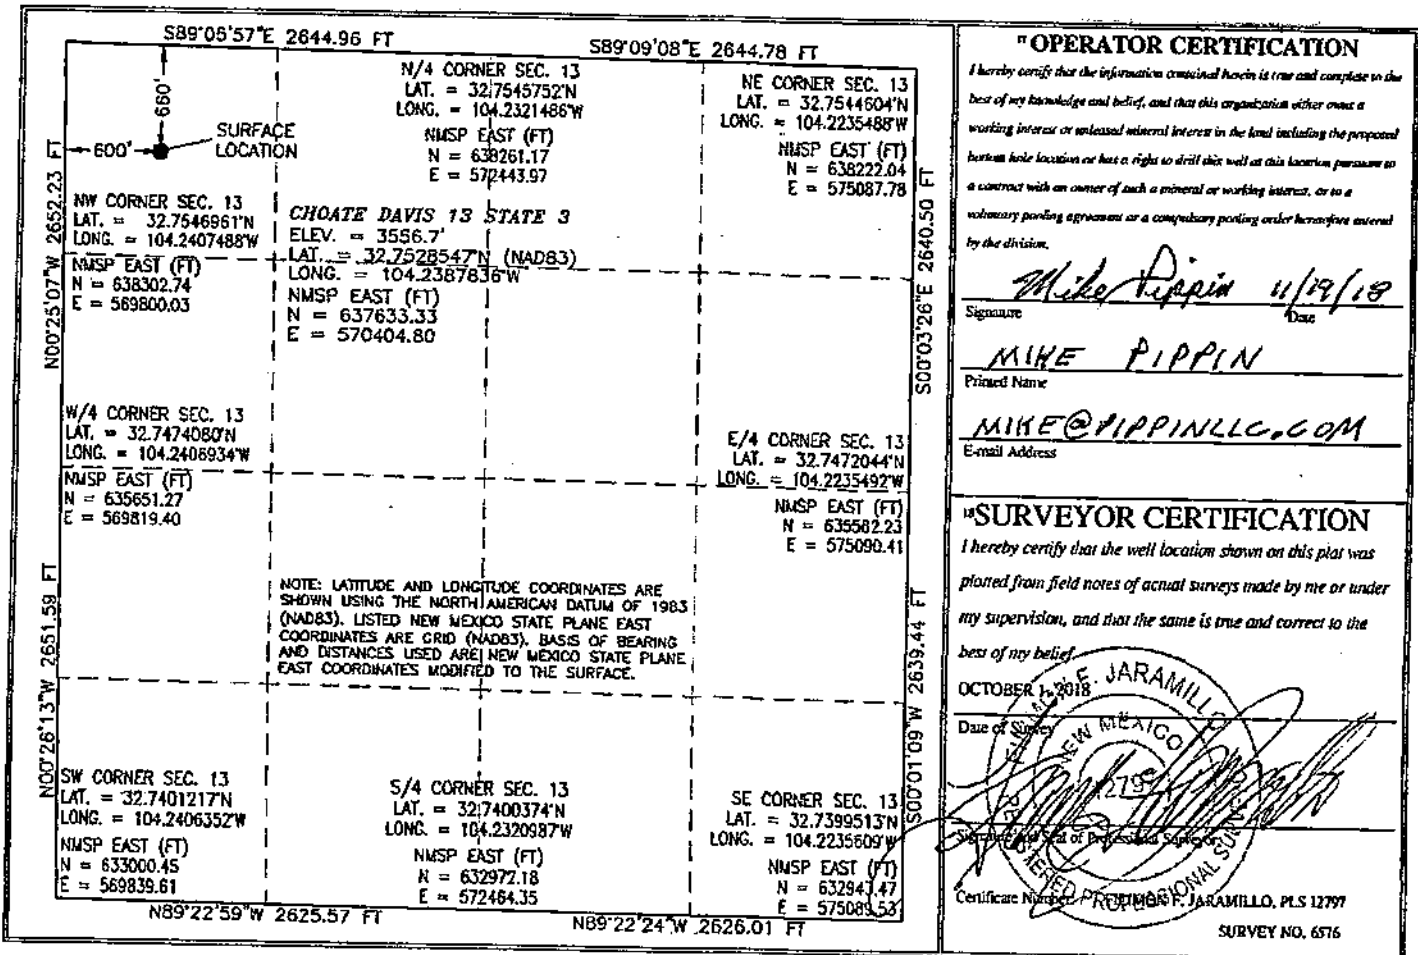 S89°05'57"E 2644.96 FT
S89°09'08"E 2644.78 FT
660'
600'
SURFACE
LOCATION
N/4 CORNER SEC. 13
LAT. = 32.7545752'N
LONG. = 104.2321486'W
NMSP EAST (FT)
N = 638261.17
E = 572443.97
NE CORNER SEC. 13
LAT. = 32.7544604'N
LONG. = 104.2235488'W
NMSP EAST (FT)
N = 638222.04
E = 575087.78
N00°25'07"W 2652.23 FT
NW CORNER SEC. 13
LAT. = 32.7546961'N
LONG. = 104.2407488'W
NMSP EAST (FT)
N = 638302.74
E = 569800.03
CHOATE DAVIS 13 STATE 3
ELEV. = 3556.7'
LAT. = 32.7528547'N (NAD83)
LONG. = 104.2387836'W
NMSP EAST (FT)
N = 637633.33
E = 570404.80
S00°03'26"E 2640.50 FT
W/4 CORNER SEC. 13
LAT. = 32.7474080'N
LONG. = 104.2406934'W
NMSP EAST (FT)
N = 635651.27
E = 569819.40
E/4 CORNER SEC. 13
LAT. = 32.7472044'N
LONG. = 104.2235492'W
NMSP EAST (FT)
N = 635582.23
E = 575090.41
NOTE: LATITUDE AND LONGITUDE COORDINATES ARE
SHOWN USING THE NORTH AMERICAN DATUM OF 1983
(NAD83). LISTED NEW MEXICO STATE PLANE EAST
COORDINATES ARE GRID (NAD83). BASIS OF BEARING
AND DISTANCES USED ARE NEW MEXICO STATE PLANE
EAST COORDINATES MODIFIED TO THE SURFACE.
N00°26'13"W 2651.59 FT
S00°01'09"W 2639.44 FT
SW CORNER SEC. 13
LAT. = 32.7401217'N
LONG. = 104.2406352'W
NMSP EAST (FT)
N = 633000.45
E = 569839.61
S/4 CORNER SEC. 13
LAT. = 32.7400374'N
LONG. = 104.2320987'W
NMSP EAST (FT)
N = 632972.18
E = 572464.35
SE CORNER SEC. 13
LAT. = 32.7399513'N
LONG. = 104.2235609'W
NMSP EAST (FT)
N = 632943.47
E = 575089.53
N89°22'59"W 2625.57 FT
N89°22'24"W 2626.01 FT
17 OPERATOR CERTIFICATION
I hereby certify that the information contained herein is true and complete to the
best of my knowledge and belief, and that this organization either owns a
working interest or unleased mineral interest in the land including the proposed
bottom hole location or has a right to drill this well at this location pursuant to
a contract with an owner of such a mineral or working interest, or to a
voluntary pooling agreement or a compulsory pooling order heretofore entered
by the division.
Mike Pippin 11/19/18
Signature Date
MIKE PIPPIN
Printed Name
MIKE@PIPPINLLC.COM
E-mail Address
18 SURVEYOR CERTIFICATION
I hereby certify that the well location shown on this plat was
plotted from field notes of actual surveys made by me or under
my supervision, and that the same is true and correct to the
best of my belief.
OCTOBER 1, 2018
Date of Survey
FILIMON F. JARAMILLO
NEW MEXICO
12797
REGISTERED PROFESSIONAL SURVEYOR
Signature and Seal of Professional Surveyor
Certificate Number FILIMON F. JARAMILLO, PLS 12797
SURVEY NO. 6576